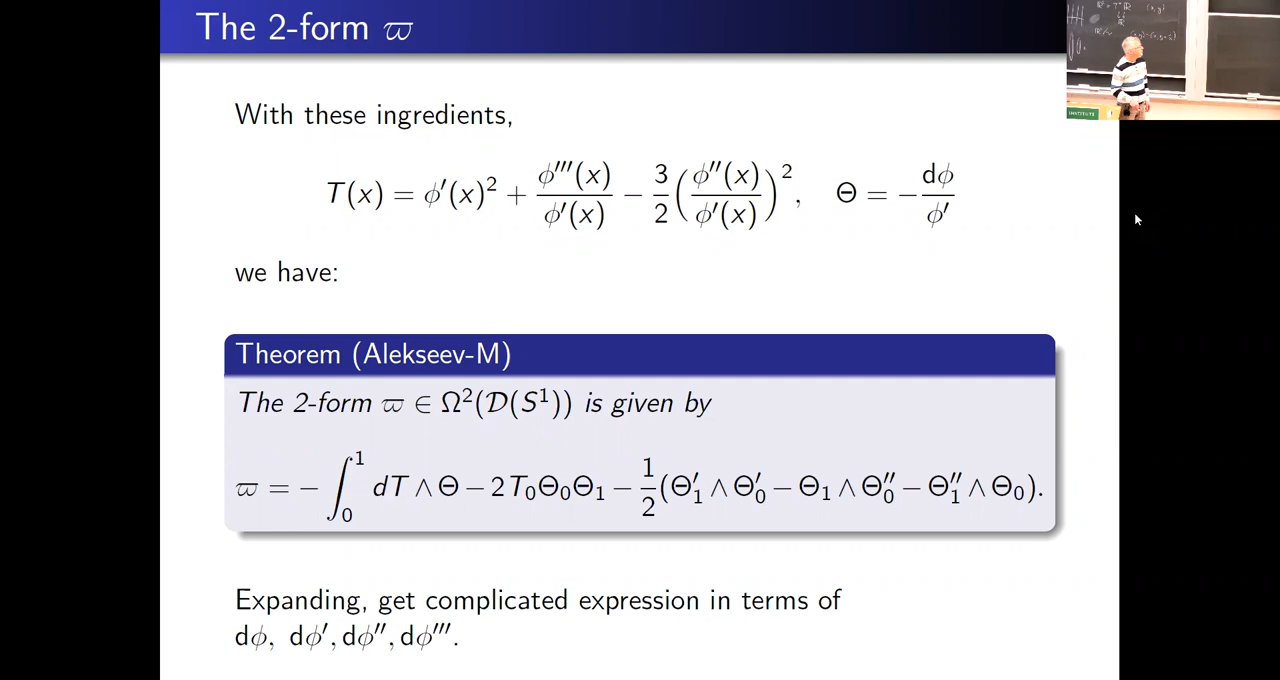 The 2-form ϖ
With these ingredients,
T(x) = ϕ′(x)² + ϕ‴(x)/ϕ′(x) − 3/2 (ϕ″(x)/ϕ′(x))², Θ = − dϕ/ϕ′
we have:
Theorem (Alekseev-M)
The 2-form ϖ ∈ Ω²(𝒟(S¹)) is given by
ϖ = − ∫₀¹ dT ∧ Θ − 2T₀Θ₀Θ₁ − 1/2 (Θ′₁ ∧ Θ′₀ − Θ₁ ∧ Θ″₀ − Θ″₁ ∧ Θ₀).
Expanding, get complicated expression in terms of
dϕ, dϕ′, dϕ″, dϕ‴.